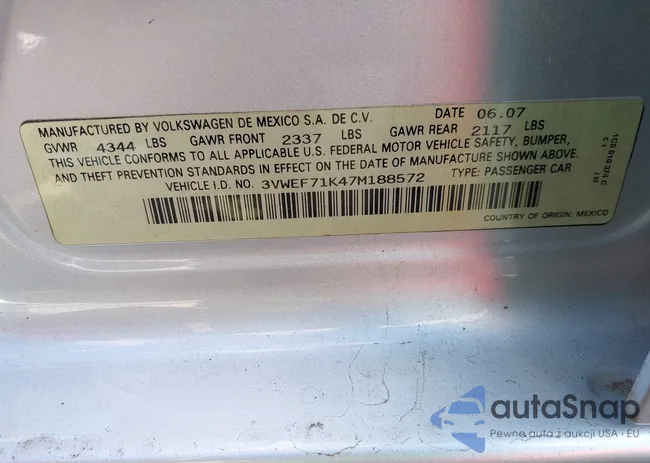 MANUFACTURED BY VOLKSWAGEN DE MEXICO S.A. DE C.V. DATE 06.07
GVWR 4344 LBS GAWR FRONT 2337 LBS GAWR REAR 2117 LBS
THIS VEHICLE CONFORMS TO ALL APPLICABLE U.S. FEDERAL MOTOR VEHICLE SAFETY, BUMPER,
AND THEFT PREVENTION STANDARDS IN EFFECT ON THE DATE OF MANUFACTURE SHOWN ABOVE.
VEHICLE I.D. NO. 3VWEF71K47M188572 TYPE: PASSENGER CAR
COUNTRY OF ORIGIN: MEXICO
1C0 010 374 C
autaSnap
Pewne auta z aukcji USA i EU